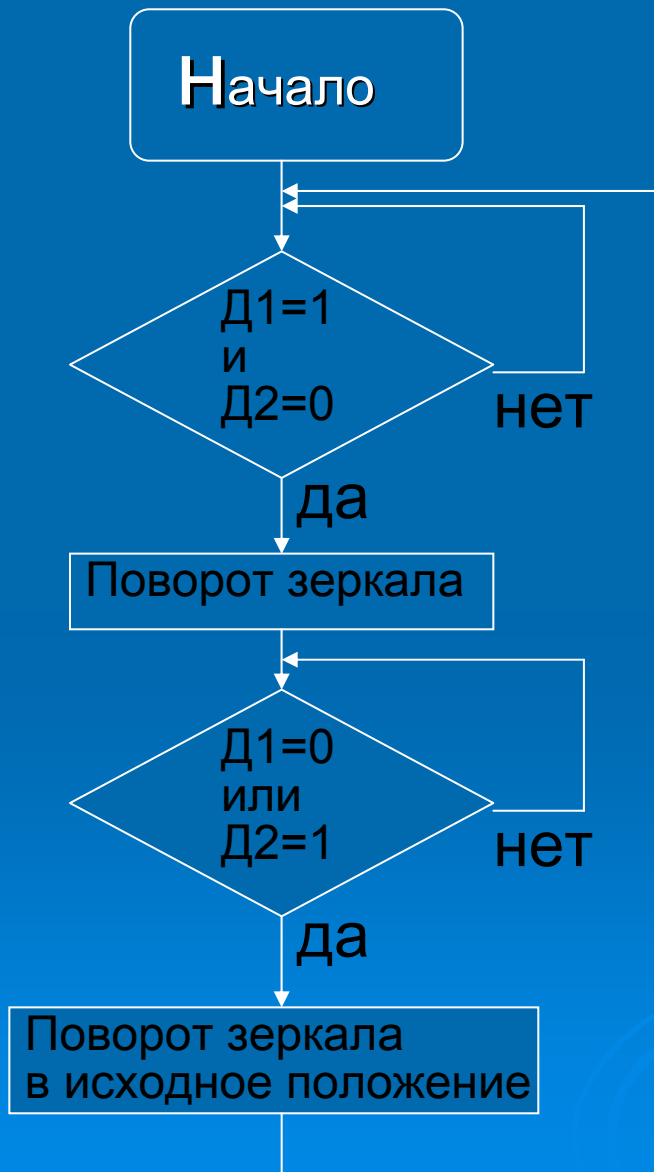 Начало
Д1=1
и
Д2=0
нет
да
Поворот зеркала
Д1=0
или
Д2=1
нет
да
Поворот зеркала
в исходное положение